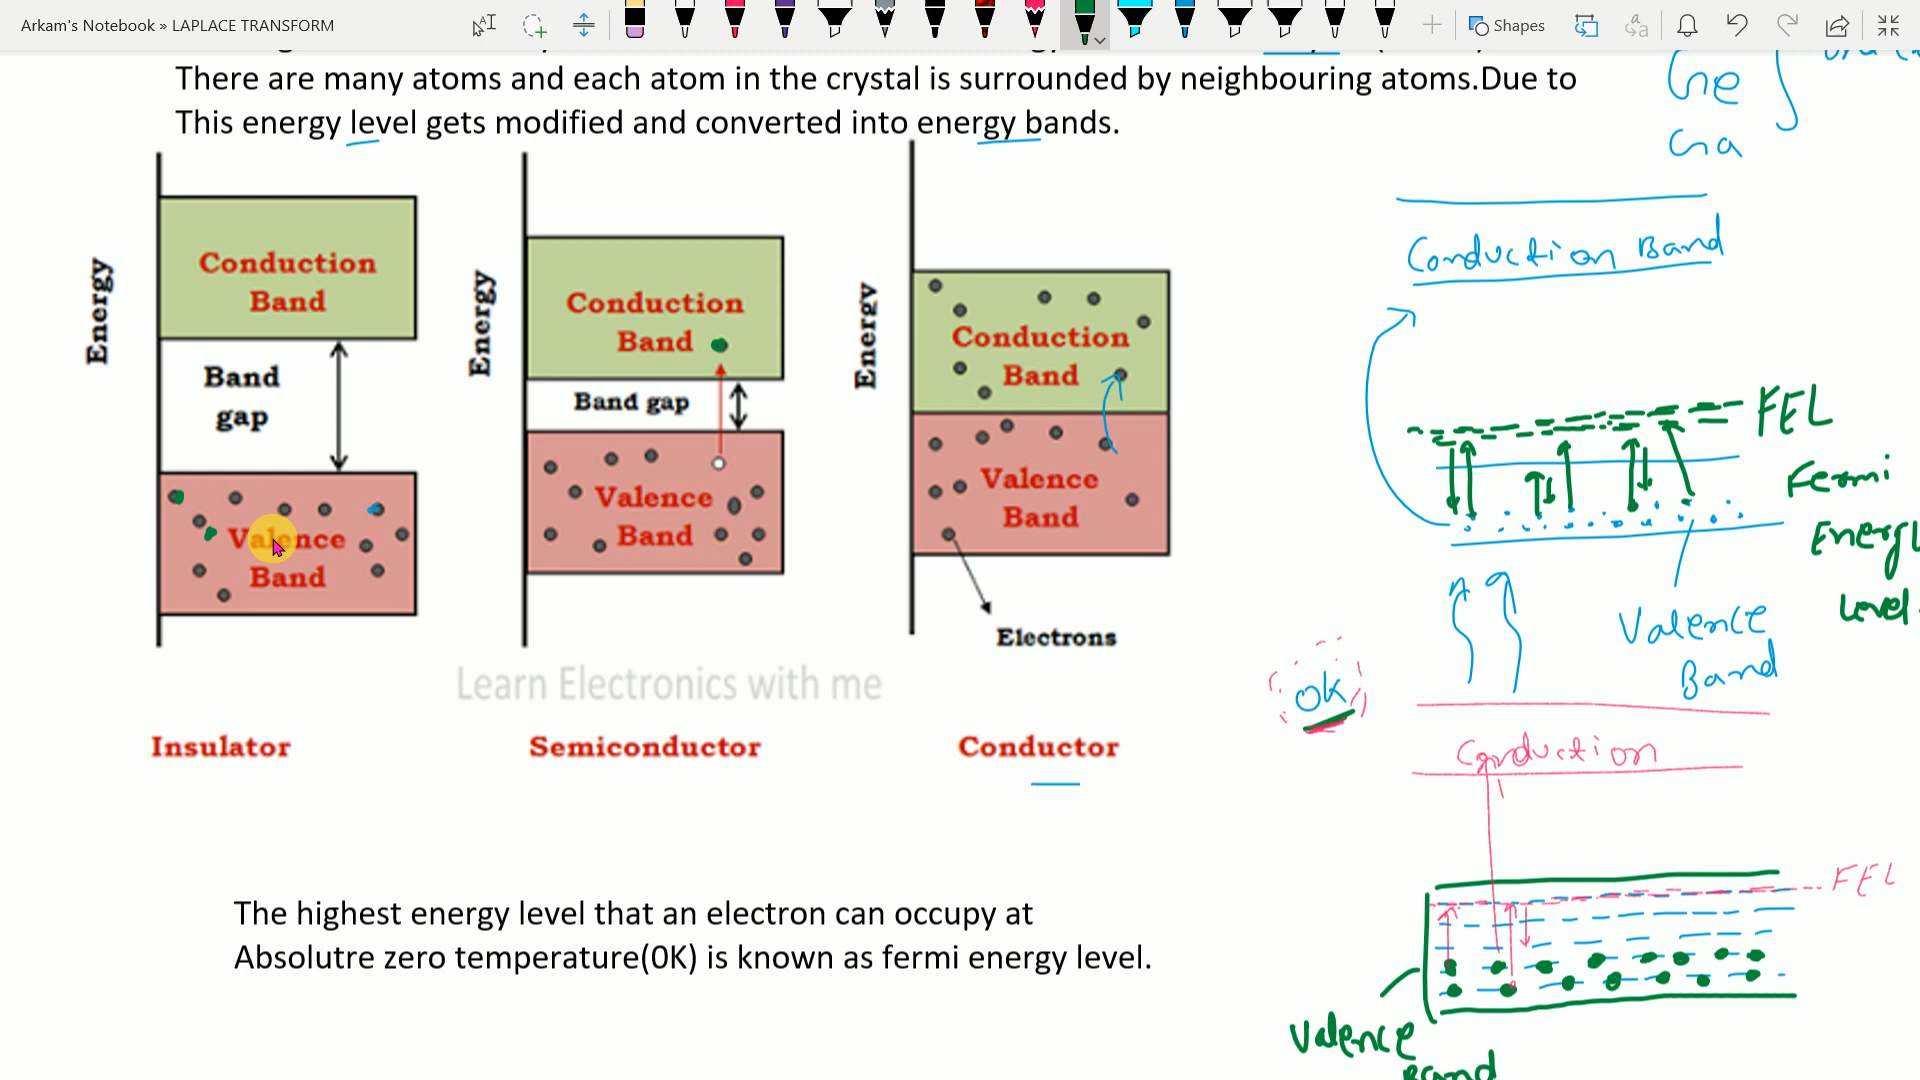 Arkam's Notebook » LAPLACE TRANSFORM
Shapes
There are many atoms and each atom in the crystal is surrounded by neighbouring atoms.Due to
This energy level gets modified and converted into energy bands.
Ge
Ga
Energy
Conduction
Band
Band
gap
Valence
Band
Insulator
Energy
Conduction
Band
Band gap
Valence
Band
Semiconductor
Energy
Conduction
Band
Valence
Band
Electrons
Conductor
Learn Electronics with me
Conduction Band
FEL
Fermi
Energy
Level
Valence
Band
0K
Conduction
FEL
Valence
Band
The highest energy level that an electron can occupy at
Absolutre zero temperature(0K) is known as fermi energy level.